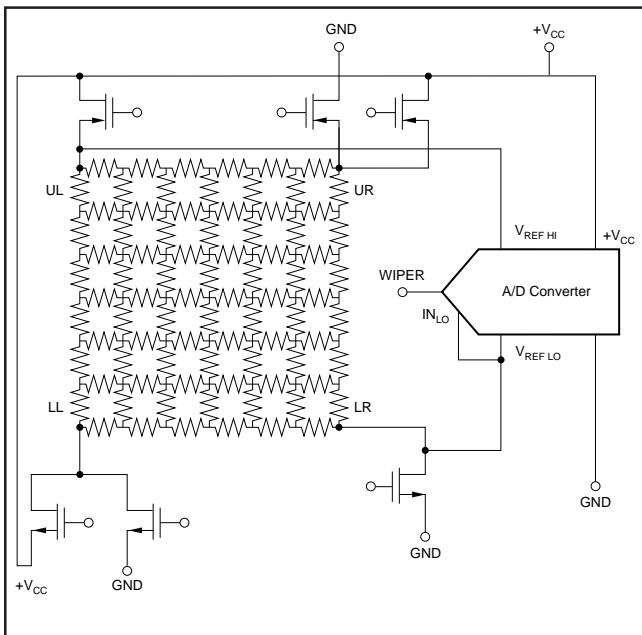 GND
+VCC
UL
UR
VREF HI
+VCC
WIPER
A/D Converter
INLO
VREF LO
LL
LR
GND
GND
+VCC
GND